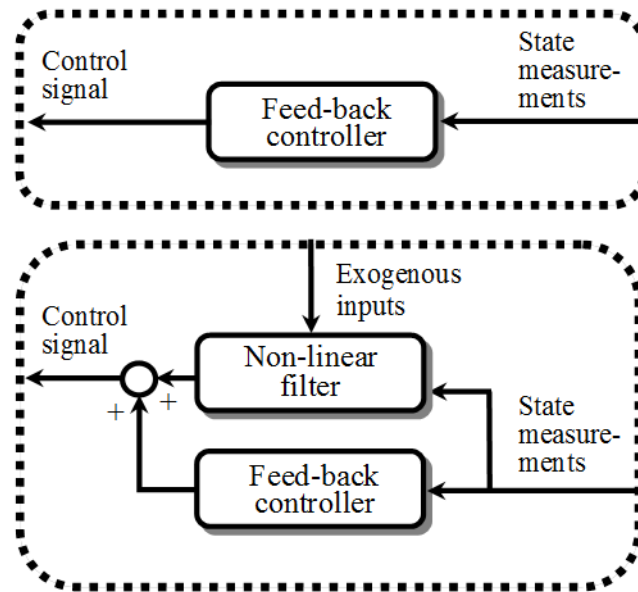 Control
signal
Feed-back
controller
State
measure-
ments
Exogenous
inputs
Control
signal
Non-linear
filter
+
+
Feed-back
controller
State
measure-
ments